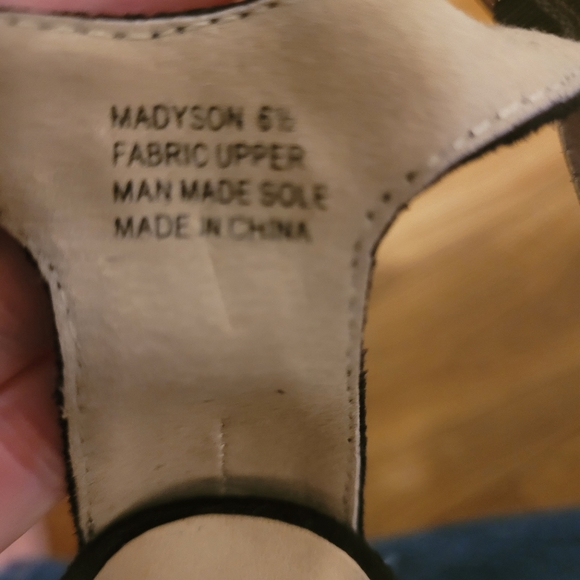 MADYSON 6½
FABRIC UPPER
MAN MADE SOLE
MADE IN CHINA